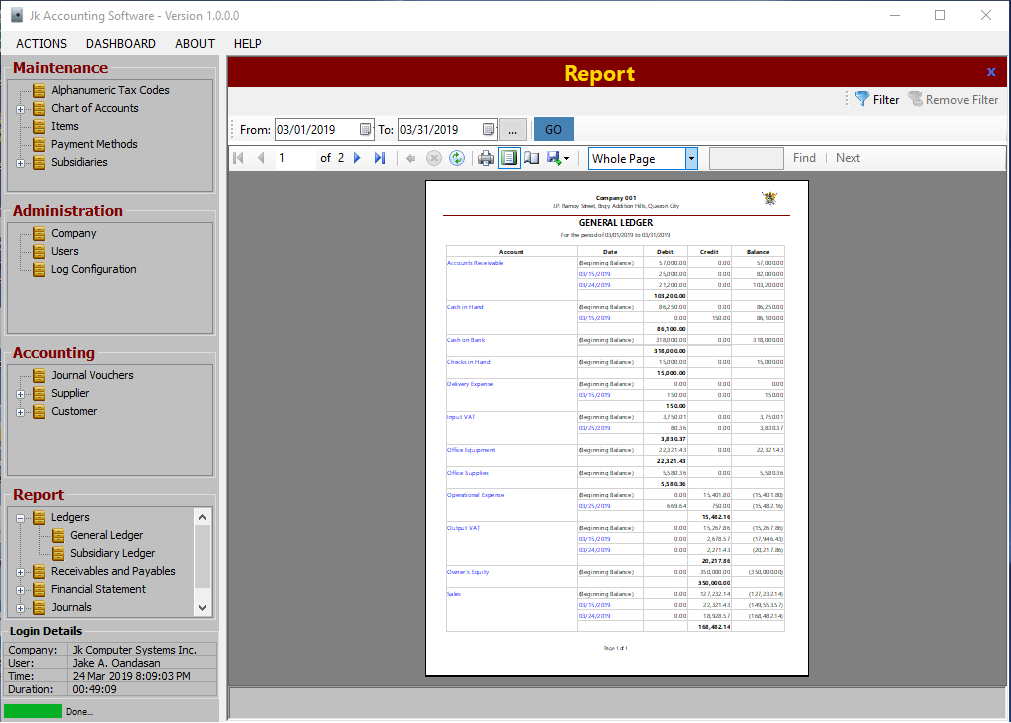 Jk Accounting Software - Version 1.0.0.0
ACTIONS DASHBOARD ABOUT HELP
Maintenance
Alphanumeric Tax Codes
Chart of Accounts
Items
Payment Methods
Subsidiaries
Administration
Company
Users
Log Configuration
Accounting
Journal Vouchers
Supplier
Customer
Report
Ledgers
General Ledger
Subsidiary Ledger
Receivables and Payables
Financial Statement
Journals
Login Details
Company: Jk Computer Systems Inc.
User: Jake A. Oandasan
Time: 24 Mar 2019 8:09:03 PM
Duration: 00:49:09
Done...
Report x
Filter Remove Filter
From: 03/01/2019 To: 03/31/2019 ... GO
1 of 2 Whole Page Find Next
Company 001
J.P. Ramoy Street, Brgy. Addition Hills, Quezon City
GENERAL LEDGER
For the period of 03/01/2019 to 03/31/2019
Account Date Debit Credit Balance
Accounts Receivable (Beginning Balance) 57,000.00 0.00 57,000.00
03/15/2019 25,000.00 0.00 82,000.00
03/24/2019 21,200.00 0.00 103,200.00
103,200.00
Cash in Hand (Beginning Balance) 86,250.00 0.00 86,250.00
03/15/2019 0.00 150.00 86,100.00
86,100.00
Cash on Bank (Beginning Balance) 318,000.00 0.00 318,000.00
318,000.00
Checks in Hand (Beginning Balance) 15,000.00 0.00 15,000.00
15,000.00
Delivery Expense (Beginning Balance) 0.00 0.00 0.00
03/15/2019 150.00 0.00 150.00
150.00
Input VAT (Beginning Balance) 3,750.01 0.00 3,750.01
03/25/2019 80.36 0.00 3,830.37
3,830.37
Office Equipment (Beginning Balance) 22,321.43 0.00 22,321.43
22,321.43
Office Supplies (Beginning Balance) 5,580.36 0.00 5,580.36
5,580.36
Operational Expense (Beginning Balance) 0.00 15,401.80 (15,401.80)
03/25/2019 669.64 750.00 (15,482.16)
15,482.16
Output VAT (Beginning Balance) 0.00 15,267.86 (15,267.86)
03/15/2019 0.00 2,678.57 (17,946.43)
03/24/2019 0.00 2,271.43 (20,217.86)
20,217.86
Owner's Equity (Beginning Balance) 0.00 350,000.00 (350,000.00)
350,000.00
Sales (Beginning Balance) 0.00 127,232.14 (127,232.14)
03/15/2019 0.00 22,321.43 (149,553.57)
03/24/2019 0.00 18,928.57 (168,482.14)
168,482.14
Page 1 of 1